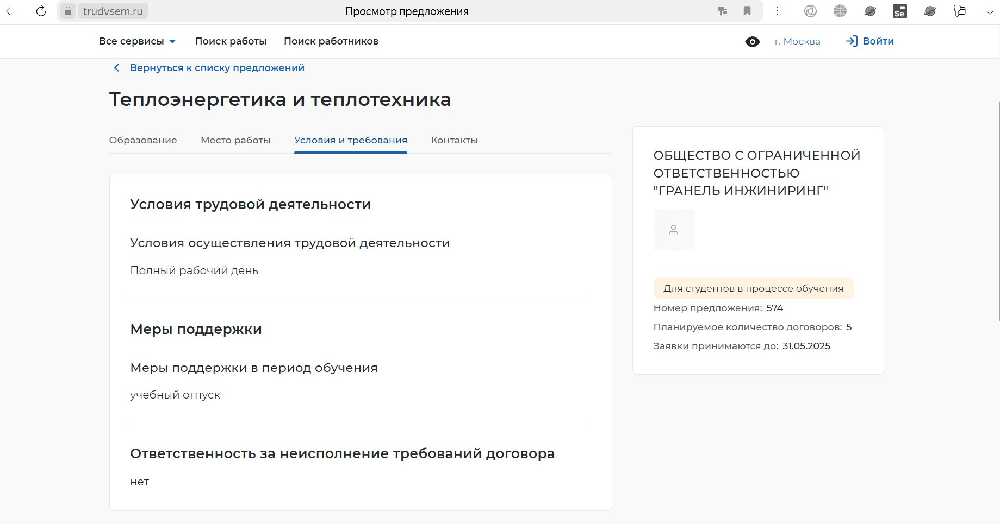 trudvsem.ru
Просмотр предложения
Se
Все сервисы
Поиск работы
Поиск работников
г. Москва
Войти
Вернуться к списку предложений
Теплоэнергетика и теплотехника
Образование
Место работы
Условия и требования
Контакты
Условия трудовой деятельности
Условия осуществления трудовой деятельности
Полный рабочий день
Меры поддержки
Меры поддержки в период обучения
учебный отпуск
Ответственность за неисполнение требований договора
нет
ОБЩЕСТВО С ОГРАНИЧЕННОЙ
ОТВЕТСТВЕННОСТЬЮ
"ГРАНЕЛЬ ИНЖИНИРИНГ"
Для студентов в процессе обучения
Номер предложения: 574
Планируемое количество договоров: 5
Заявки принимаются до: 31.05.2025